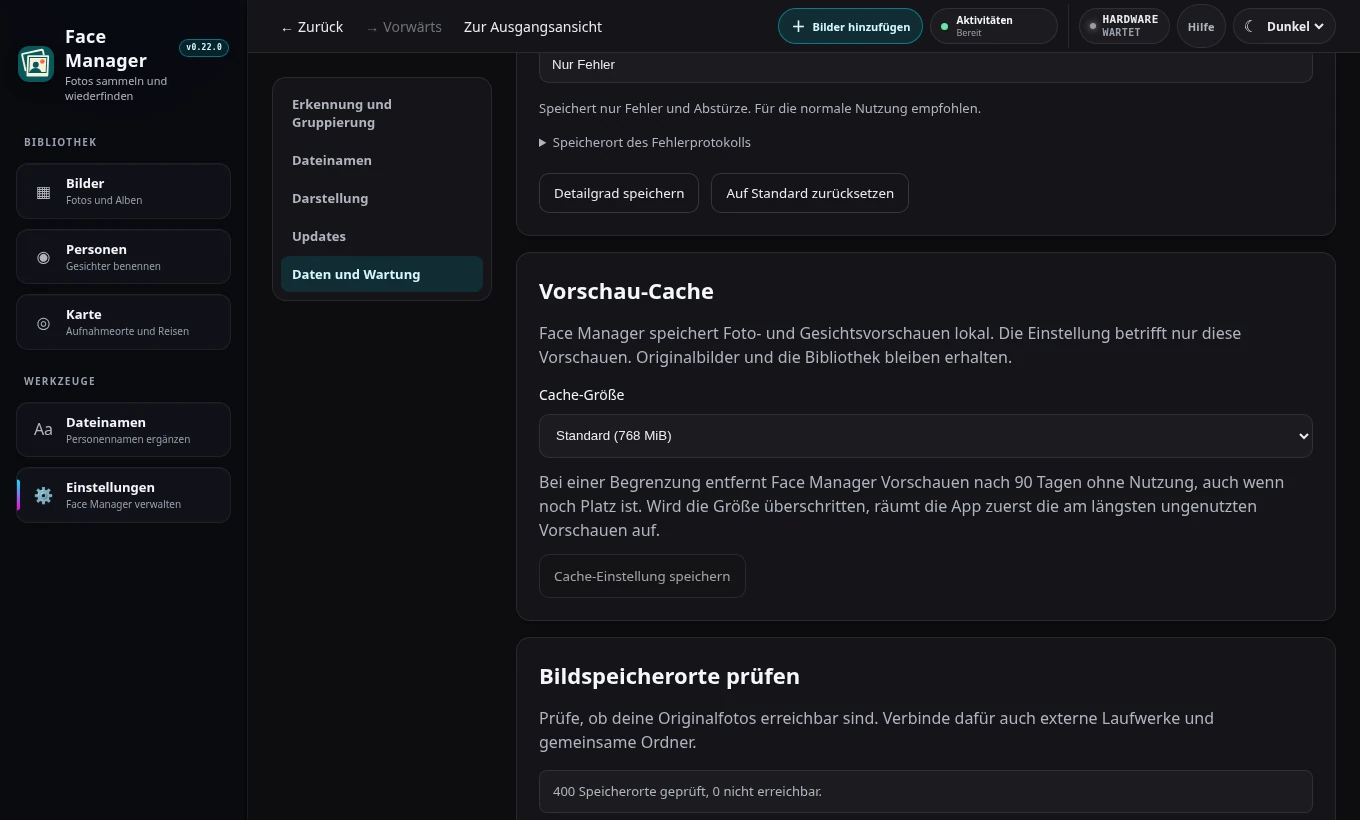 Face Manager
v0.22.0
Fotos sammeln und wiederfinden
BIBLIOTHEK
Bilder
Fotos und Alben
Personen
Gesichter benennen
Karte
Aufnahmeorte und Reisen
WERKZEUGE
Aa
Dateinamen
Personennamen ergänzen
Einstellungen
Face Manager verwalten
← Zurück
→ Vorwärts
Zur Ausgangsansicht
+ Bilder hinzufügen
Aktivitäten
Bereit
HARDWARE
WARTET
Hilfe
Dunkel
Erkennung und
Gruppierung
Dateinamen
Darstellung
Updates
Daten und Wartung
Nur Fehler
Speichert nur Fehler und Abstürze. Für die normale Nutzung empfohlen.
Speicherort des Fehlerprotokolls
Detailgrad speichern
Auf Standard zurücksetzen
Vorschau-Cache
Face Manager speichert Foto- und Gesichtsvorschauen lokal. Die Einstellung betrifft nur diese
Vorschauen. Originalbilder und die Bibliothek bleiben erhalten.
Cache-Größe
Standard (768 MiB)
Bei einer Begrenzung entfernt Face Manager Vorschauen nach 90 Tagen ohne Nutzung, auch wenn
noch Platz ist. Wird die Größe überschritten, räumt die App zuerst die am längsten ungenutzten
Vorschauen auf.
Cache-Einstellung speichern
Bildspeicherorte prüfen
Prüfe, ob deine Originalfotos erreichbar sind. Verbinde dafür auch externe Laufwerke und
gemeinsame Ordner.
400 Speicherorte geprüft, 0 nicht erreichbar.